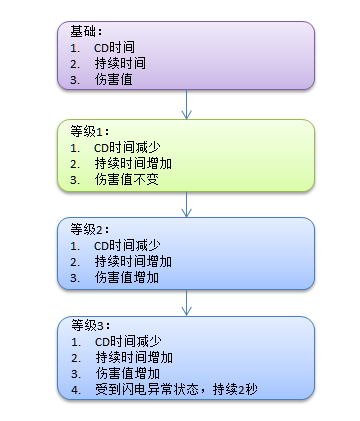 基础：
1. CD时间
2. 持续时间
3. 伤害值
等级1：
1. CD时间减少
2. 持续时间增加
3. 伤害值不变
等级2：
1. CD时间减少
2. 持续时间增加
3. 伤害值增加
等级3：
1. CD时间减少
2. 持续时间增加
3. 伤害值增加
4. 受到闪电异常状态，持续2秒